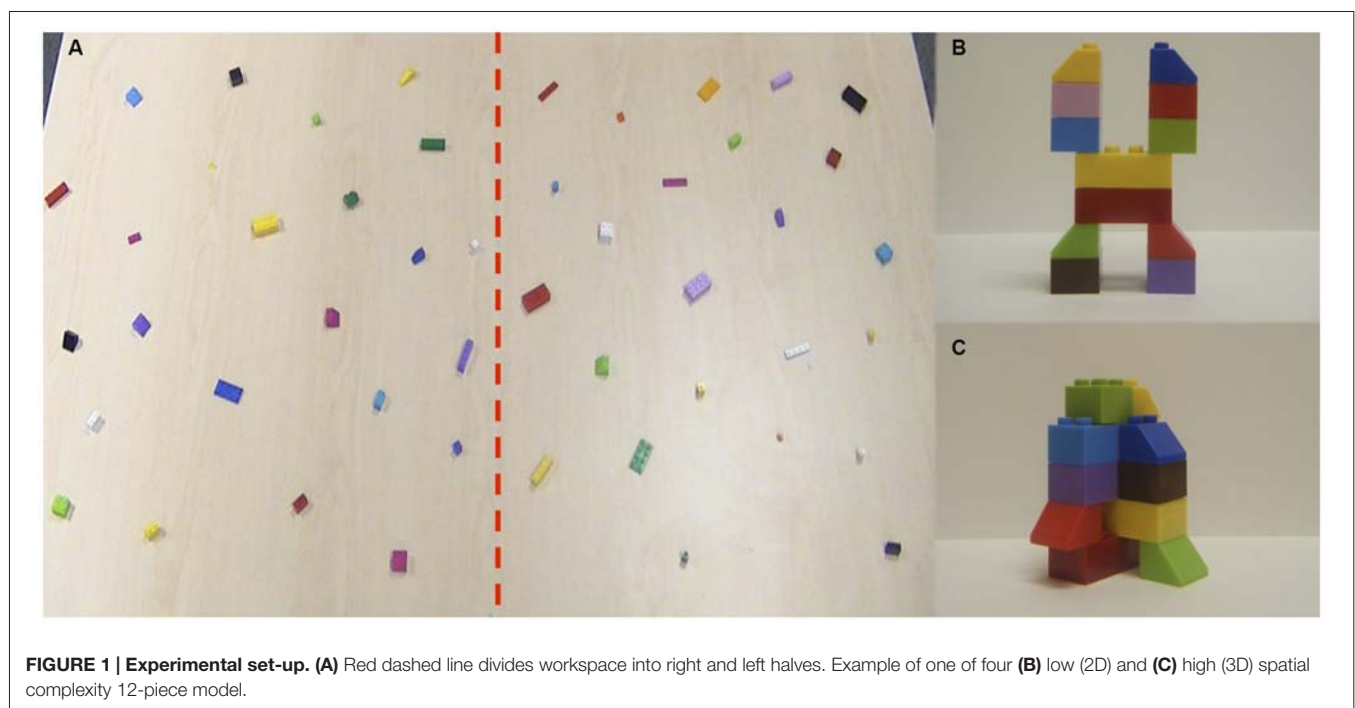 A
B
C
FIGURE 1 | Experimental set-up. (A) Red dashed line divides workspace into right and left halves. Example of one of four (B) low (2D) and (C) high (3D) spatial
complexity 12-piece model.